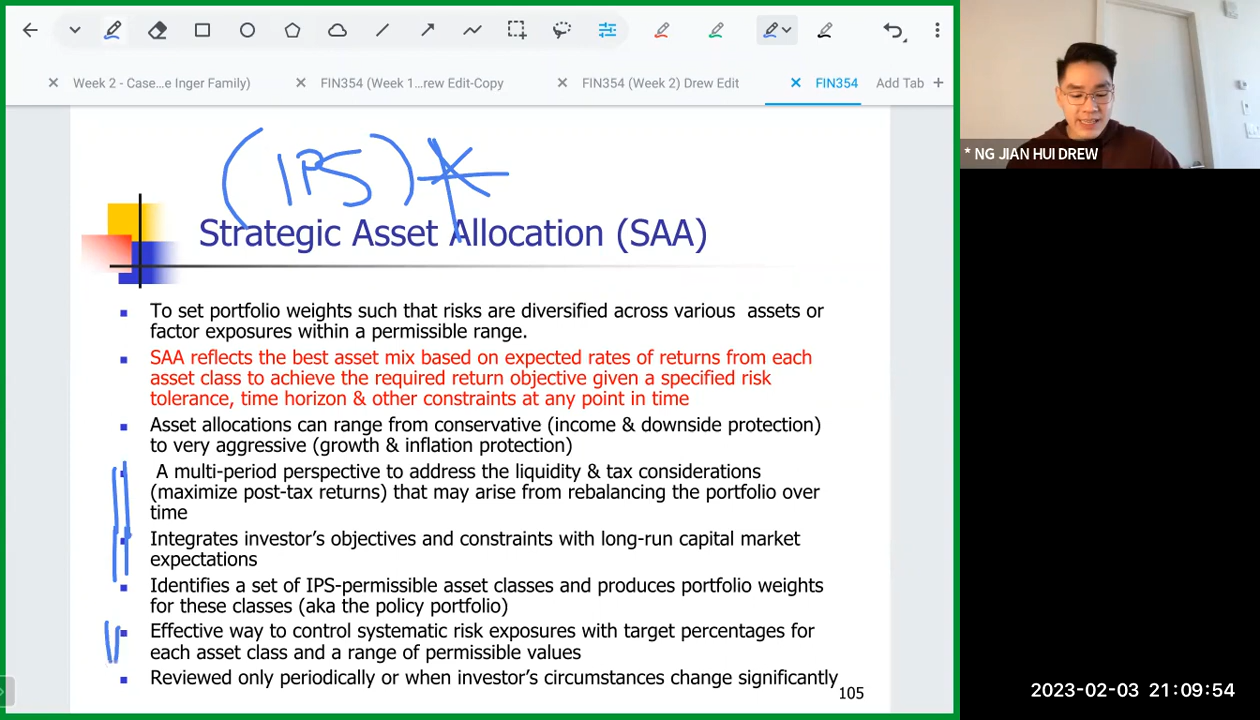 Week 2 - Case...e Inger Family)
FIN354 (Week 1...rew Edit-Copy
FIN354 (Week 2) Drew Edit
FIN354
Add Tab
* NG JIAN HUI DREW
(IPS)*
Strategic Asset Allocation (SAA)
To set portfolio weights such that risks are diversified across various assets or
factor exposures within a permissible range.
SAA reflects the best asset mix based on expected rates of returns from each
asset class to achieve the required return objective given a specified risk
tolerance, time horizon & other constraints at any point in time
Asset allocations can range from conservative (income & downside protection)
to very aggressive (growth & inflation protection)
A multi-period perspective to address the liquidity & tax considerations
(maximize post-tax returns) that may arise from rebalancing the portfolio over
time
Integrates investor's objectives and constraints with long-run capital market
expectations
Identifies a set of IPS-permissible asset classes and produces portfolio weights
for these classes (aka the policy portfolio)
Effective way to control systematic risk exposures with target percentages for
each asset class and a range of permissible values
Reviewed only periodically or when investor's circumstances change significantly
105
2023-02-03 21:09:54